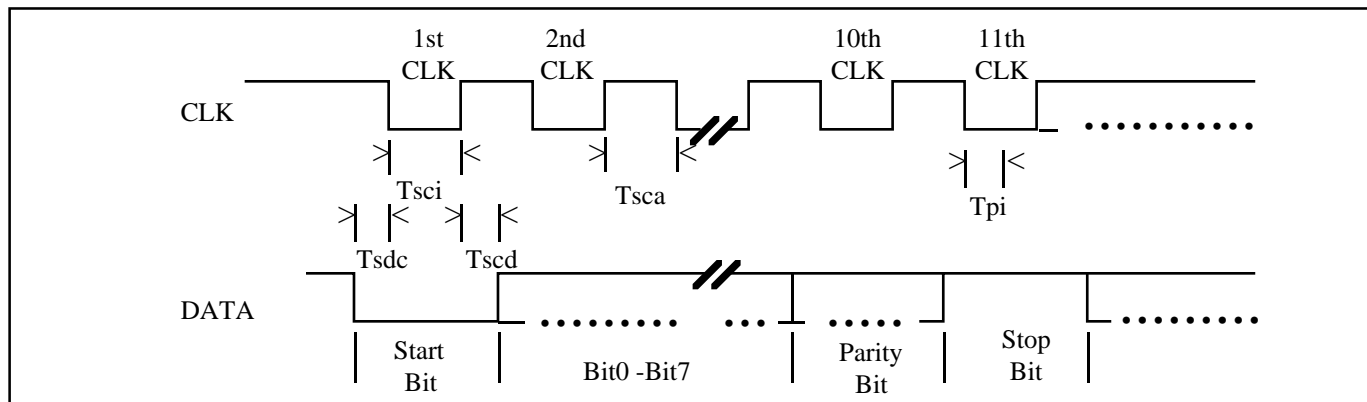 1st
CLK
2nd
CLK
10th
CLK
11th
CLK
CLK
Tsci
Tsca
Tpi
Tsdc
Tscd
DATA
Start
Bit
Bit0 -Bit7
Parity
Bit
Stop
Bit